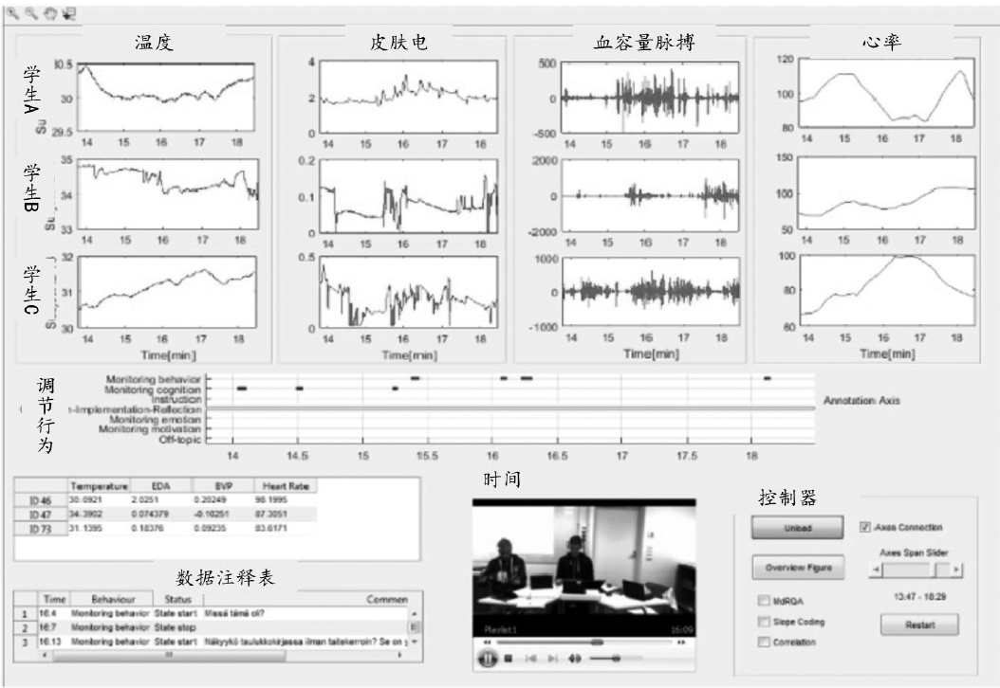 温度
皮肤电
血容量脉搏
心率
学生A
30.5
30
29.5
Su
14 15 16 17 18
4
2
0
14 15 16 17 18
500
0
-500
14 15 16 17 18
120
100
80
14 15 16 17 18
学生B
35
34
33
Su
14 15 16 17 18
0.2
0.1
0
14 15 16 17 18
2000
0
-2000
14 15 16 17 18
150
100
50
14 15 16 17 18
学生C
32
31
30
14 15 16 17 18
Time[min]
0.5
0
14 15 16 17 18
1000
0
-1000
14 15 16 17 18
Time[min]
100
80
60
14 15 16 17 18
Time[min]
调节行为
Monitoring behavior
Monitoring cognition
Instruction
n-Implementation-Reflection
Monitoring emotion
Monitoring motivation
Off-topic
14 14.5 15 15.5 16 16.5 17 17.5 18
Annotation Axis
时间
Temperature EDA BVP Heart Rate
ID 46 30.0921 2.0251 0.20249 98.1995
ID 47 34.3902 0.074379 -0.10251 87.3051
ID 73 31.1395 0.18376 0.09235 83.6171
数据注释表
Time Behaviour Status Commen
1 16:4 Monitoring behavior State start Missä tämä oli?
2 16:7 Monitoring behavior State stop
3 16:13 Monitoring behavior State start Näkyykö taulukkokirjassa ilman taitekerroin? Se on
Playlist1 16:09
控制器
Unload
Axes Connection
Overview Figure
Axes Span Slider
13:47 - 18:29
MdRQA
Slope Coding
Correlation
Restart